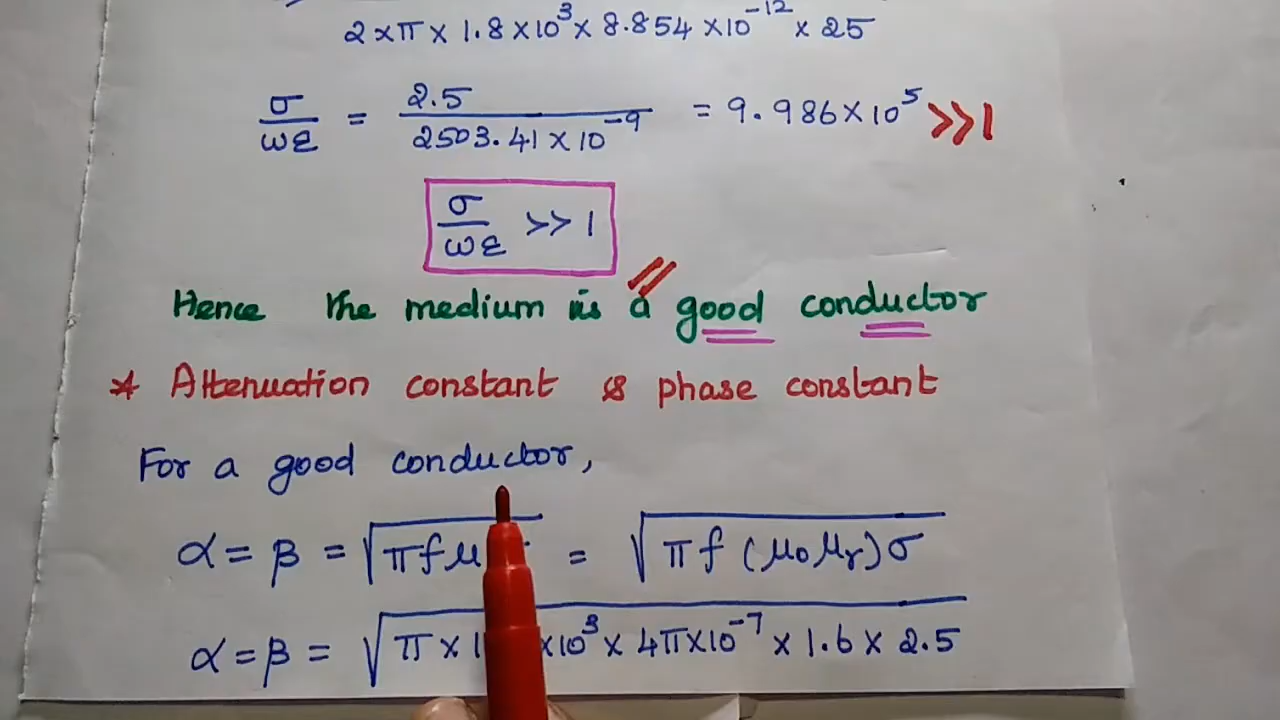 2×π×1.8×10³×8.854×10⁻¹²×25
σ/ωε = 2.5/2503.41×10⁻⁹ = 9.986×10⁵ >>1
σ/ωε >> 1
Hence the medium is a good conductor
* Attenuation constant & phase constant
For a good conductor,
α = β = √πfμ = √πf(μ₀μᵣ)σ
α = β = √π×1 ×10³×4π×10⁻⁷×1.6×2.5